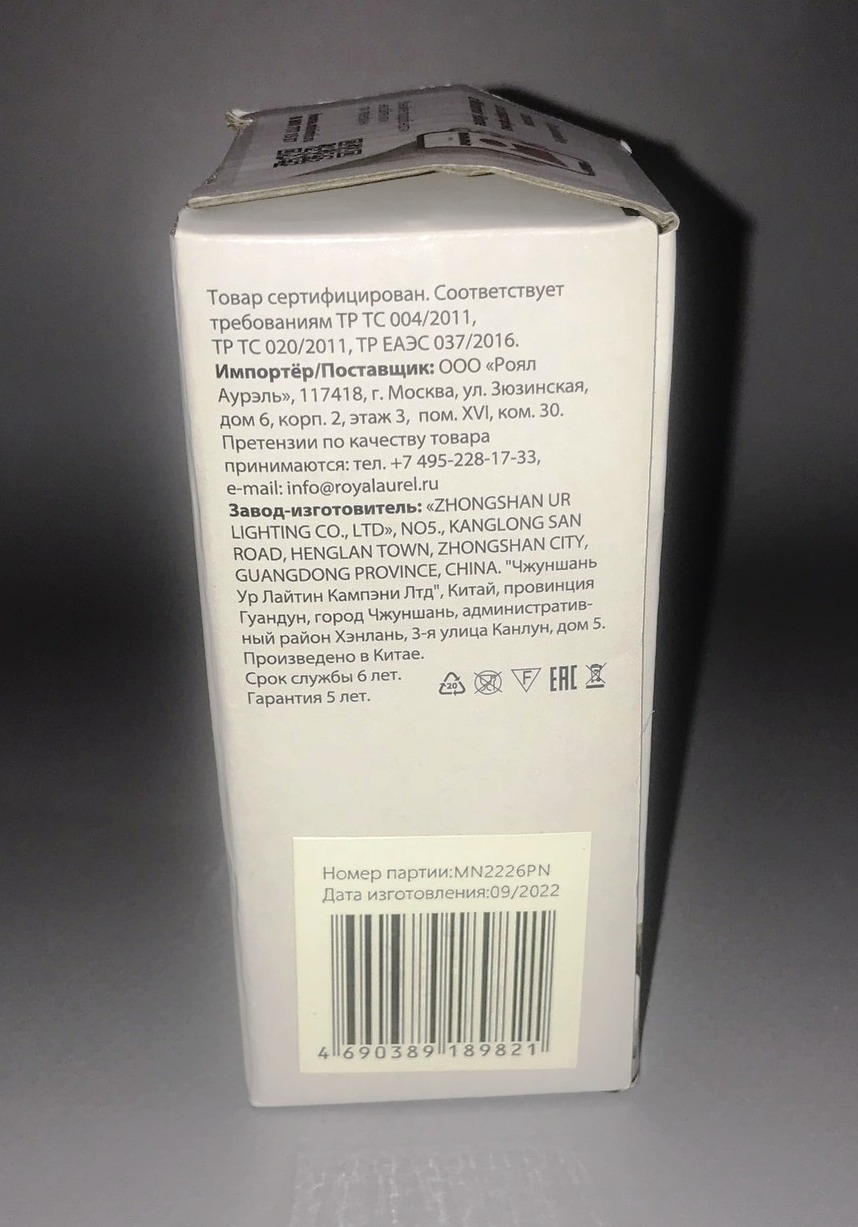 Товар сертифицирован. Соответствует
требованиям ТР ТС 004/2011,
ТР ТС 020/2011, ТР ЕАЭС 037/2016.
Импортёр/Поставщик: ООО «Роял
Аурэль», 117418, г. Москва, ул. Зюзинская,
дом 6, корп. 2, этаж 3, пом. XVI, ком. 30.
Претензии по качеству товара
принимаются: тел. +7 495-228-17-33,
e-mail: info@royalaurel.ru
Завод-изготовитель: «ZHONGSHAN UR
LIGHTING CO., LTD», NO5., KANGLONG SAN
ROAD, HENGLAN TOWN, ZHONGSHAN CITY,
GUANGDONG PROVINCE, CHINA. "Чжуншань
Ур Лайтин Кампэни Лтд", Китай, провинция
Гуандун, город Чжуншань, административ-
ный район Хэнлань, 3-я улица Канлун, дом 5.
Произведено в Китае.
Срок службы 6 лет.
Гарантия 5 лет.
20 F EAC
Номер партии:MN2226PN
Дата изготовления:09/2022
4 690389 189821